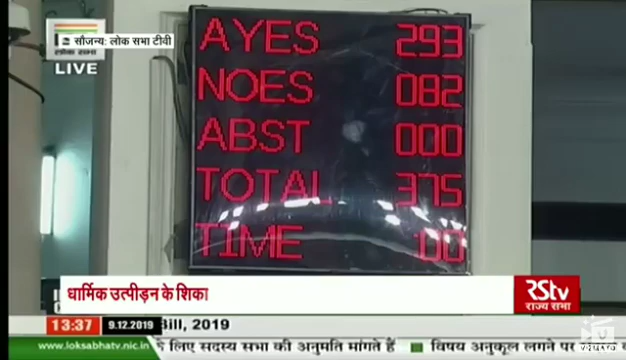 सौजन्य: लोक सभा टीवी
LIVE
AYES 293
NOES 082
ABST 000
TOTAL 375
TIME :00
धार्मिक उत्पीड़न के शिका
RStv
राज्य सभा
13:37 9.12.2019 Bill, 2019
www.loksabhatv.nic.in के लिए सदस्य सभा की अनुमति मांगते हैं विषय अनुकूल लगने पर